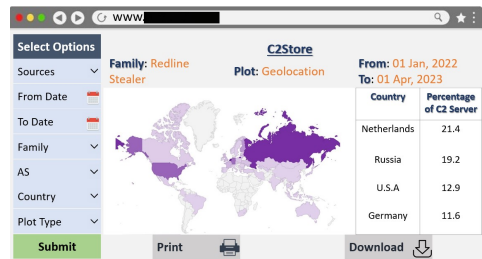 www.
Select Options
Sources
From Date
To Date
Family
AS
Country
Plot Type
Submit
C2Store
Family: Redline
Stealer
Plot: Geolocation
From: 01 Jan, 2022
To: 01 Apr, 2023
Country Percentage
of C2 Server
Netherlands 21.4
Russia 19.2
U.S.A 12.9
Germany 11.6
Print
Download